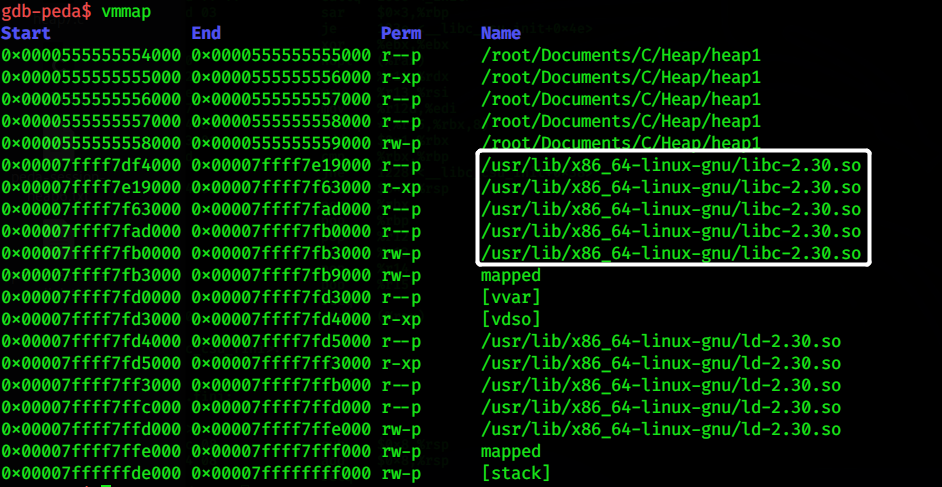 gdb-peda$ vmmap
Start End Perm Name
0x0000555555554000 0x0000555555555000 r--p /root/Documents/C/Heap/heap1
0x0000555555555000 0x0000555555556000 r-xp /root/Documents/C/Heap/heap1
0x0000555555556000 0x0000555555557000 r--p /root/Documents/C/Heap/heap1
0x0000555555557000 0x0000555555558000 r--p /root/Documents/C/Heap/heap1
0x0000555555558000 0x0000555555559000 rw-p /root/Documents/C/Heap/heap1
0x00007ffff7df4000 0x00007ffff7e19000 r--p /usr/lib/x86_64-linux-gnu/libc-2.30.so
0x00007ffff7e19000 0x00007ffff7f63000 r-xp /usr/lib/x86_64-linux-gnu/libc-2.30.so
0x00007ffff7f63000 0x00007ffff7fad000 r--p /usr/lib/x86_64-linux-gnu/libc-2.30.so
0x00007ffff7fad000 0x00007ffff7fb0000 r--p /usr/lib/x86_64-linux-gnu/libc-2.30.so
0x00007ffff7fb0000 0x00007ffff7fb3000 rw-p /usr/lib/x86_64-linux-gnu/libc-2.30.so
0x00007ffff7fb3000 0x00007ffff7fb9000 rw-p mapped
0x00007ffff7fd0000 0x00007ffff7fd3000 r--p [vvar]
0x00007ffff7fd3000 0x00007ffff7fd4000 r-xp [vdso]
0x00007ffff7fd4000 0x00007ffff7fd5000 r--p /usr/lib/x86_64-linux-gnu/ld-2.30.so
0x00007ffff7fd5000 0x00007ffff7ff3000 r-xp /usr/lib/x86_64-linux-gnu/ld-2.30.so
0x00007ffff7ff3000 0x00007ffff7ffb000 r--p /usr/lib/x86_64-linux-gnu/ld-2.30.so
0x00007ffff7ffc000 0x00007ffff7ffd000 r--p /usr/lib/x86_64-linux-gnu/ld-2.30.so
0x00007ffff7ffd000 0x00007ffff7ffe000 rw-p /usr/lib/x86_64-linux-gnu/ld-2.30.so
0x00007ffff7ffe000 0x00007ffff7fff000 rw-p mapped
0x00007ffffffde000 0x00007ffffffff000 rw-p [stack]